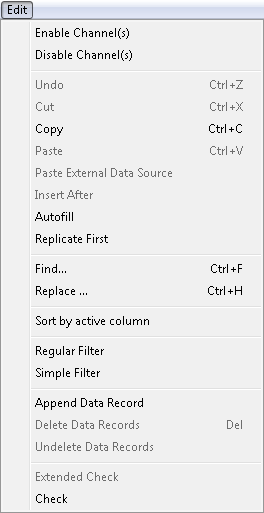 Edit
Enable Channel(s)
Disable Channel(s)
Undo Ctrl+Z
Cut Ctrl+X
Copy Ctrl+C
Paste Ctrl+V
Paste External Data Source
Insert After
Autofill
Replicate First
Find... Ctrl+F
Replace ... Ctrl+H
Sort by active column
Regular Filter
Simple Filter
Append Data Record
Delete Data Records Del
Undelete Data Records
Extended Check
Check